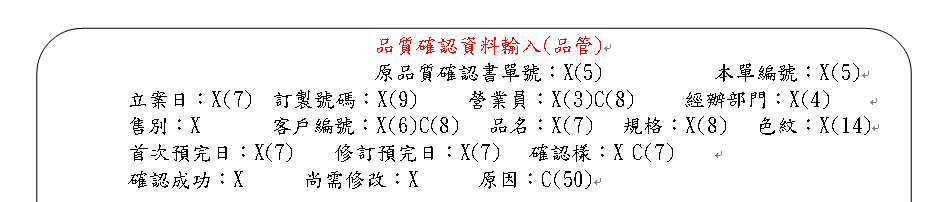 品質確認資料輸入(品管)
原品質確認書單號：X(5) 本單編號：X(5)
立業日：X(7) 訂製號碼：X(9) 營業員：X(3)C(8) 經辦部門：X(4)
售別：X 客戶編號：X(6)C(8) 品名：X(7) 規格：X(8) 色紋：X(14)
首次預完日：X(7) 修訂預完日：X(7) 確認樣：X C(7)
確認成功：X 尚需修改：X 原因：C(50)